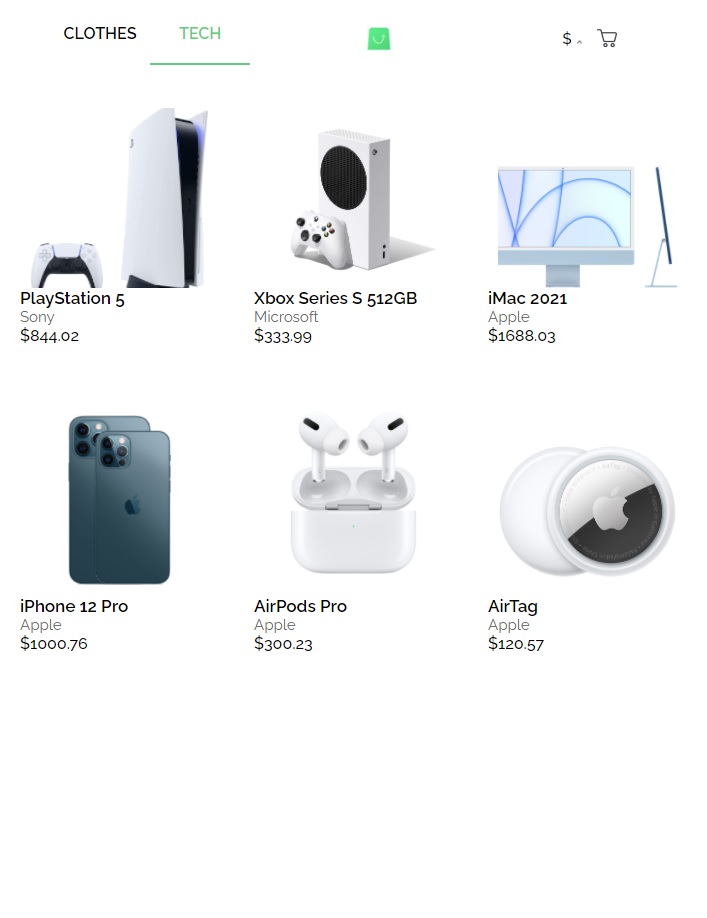 CLOTHES TECH $
PlayStation 5 Xbox Series S 512GB iMac 2021
Sony Microsoft Apple
$844.02 $333.99 $1688.03
iPhone 12 Pro AirPods Pro AirTag
Apple Apple Apple
$1000.76 $300.23 $120.57